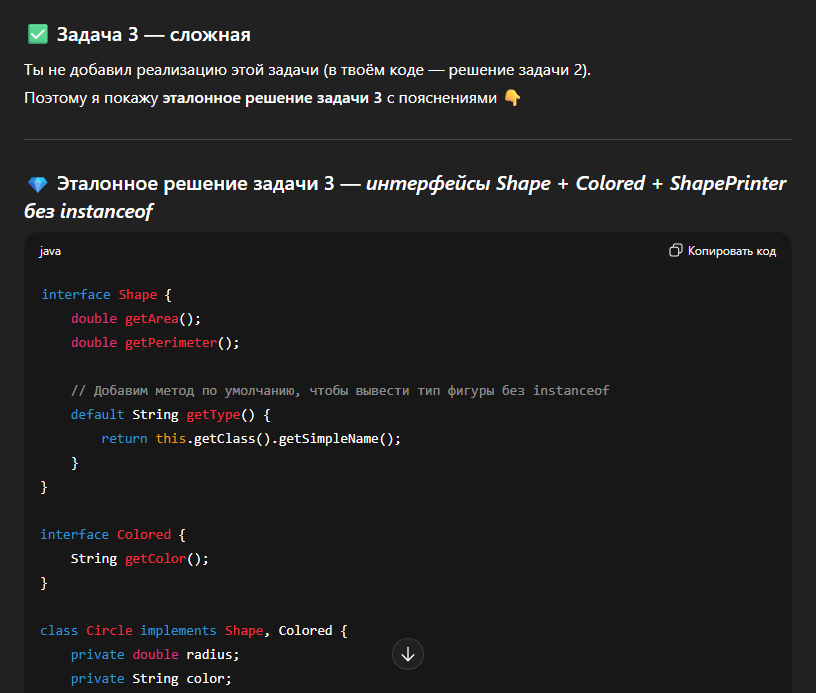 ✅ Задача 3 — сложная
Ты не добавил реализацию этой задачи (в твоём коде — решение задачи 2).
Поэтому я покажу эталонное решение задачи 3 с пояснениями 👇
💎 Эталонное решение задачи 3 — интерфейсы Shape + Colored + ShapePrinter
без instanceof
java
Копировать код
interface Shape {
    double getArea();
    double getPerimeter();
    // Добавим метод по умолчанию, чтобы вывести тип фигуры без instanceof
    default String getType() {
        return this.getClass().getSimpleName();
    }
}
interface Colored {
    String getColor();
}
class Circle implements Shape, Colored {
    private double radius;
    private String color;